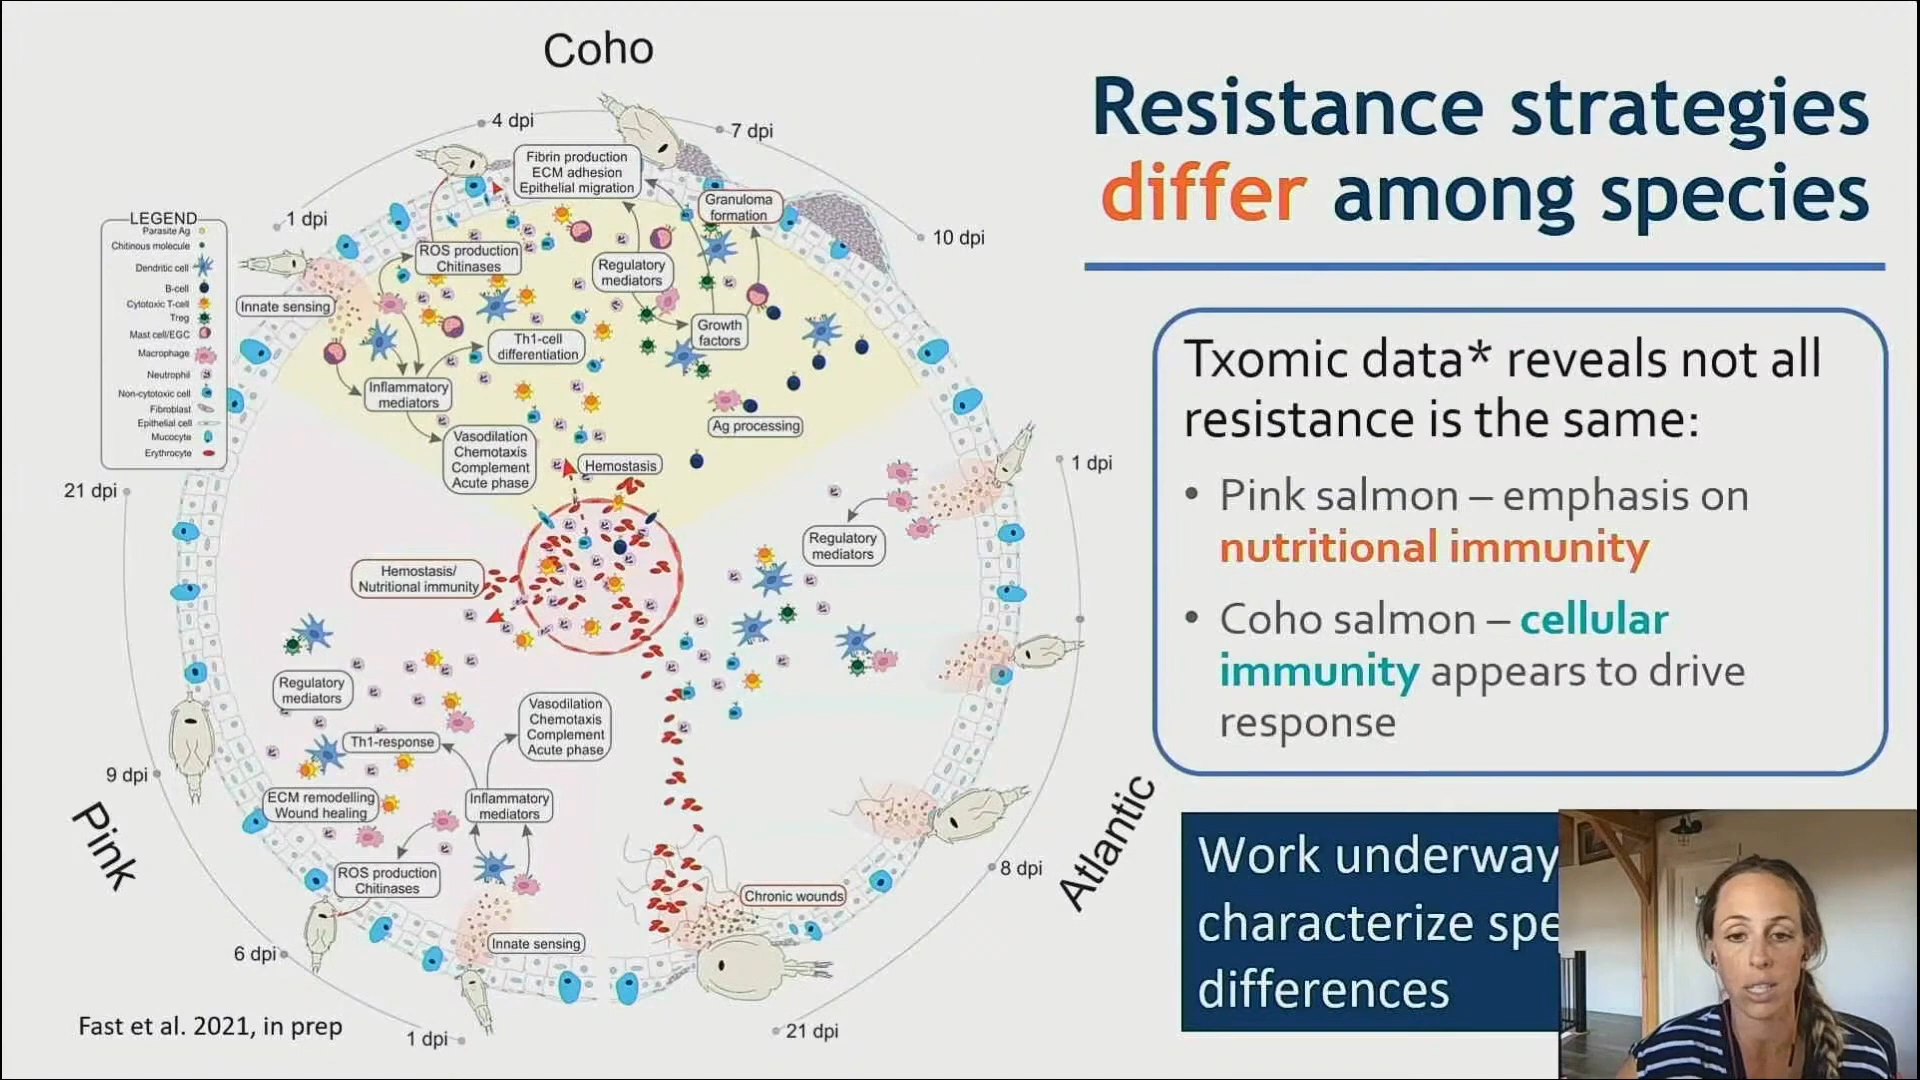 Coho
Resistance strategies
differ among species
4 dpi
7 dpi
10 dpi
1 dpi
Fibrin production
ECM adhesion
Epithelial migration
Granuloma
formation
ROS production
Chitinases
Regulatory
mediators
Innate sensing
Growth
factors
Th1-cell
differentiation
Inflammatory
mediators
Ag processing
Vasodilation
Chemotaxis
Complement
Acute phase
Hemostasis
LEGEND
Parasite Ag
Chitinous molecule
Dendritic cell
B-cell
Cytotoxic T-cell
Treg
Mast cell/EGC
Macrophage
Neutrophil
Non-cytotoxic cell
Fibroblast
Epithelial cell
Mucocyte
Erythrocyte
21 dpi
1 dpi
Regulatory
mediators
Hemostasis/
Nutritional immunity
Regulatory
mediators
Th1-response
Vasodilation
Chemotaxis
Complement
Acute phase
9 dpi
ECM remodelling
Wound healing
Inflammatory
mediators
ROS production
Chitinases
Pink
6 dpi
Innate sensing
1 dpi
Chronic wounds
8 dpi
Atlantic
21 dpi
Fast et al. 2021, in prep
Txomic data* reveals not all
resistance is the same:
• Pink salmon – emphasis on
nutritional immunity
• Coho salmon – cellular
immunity appears to drive
response
Work underway
characterize spe
differences